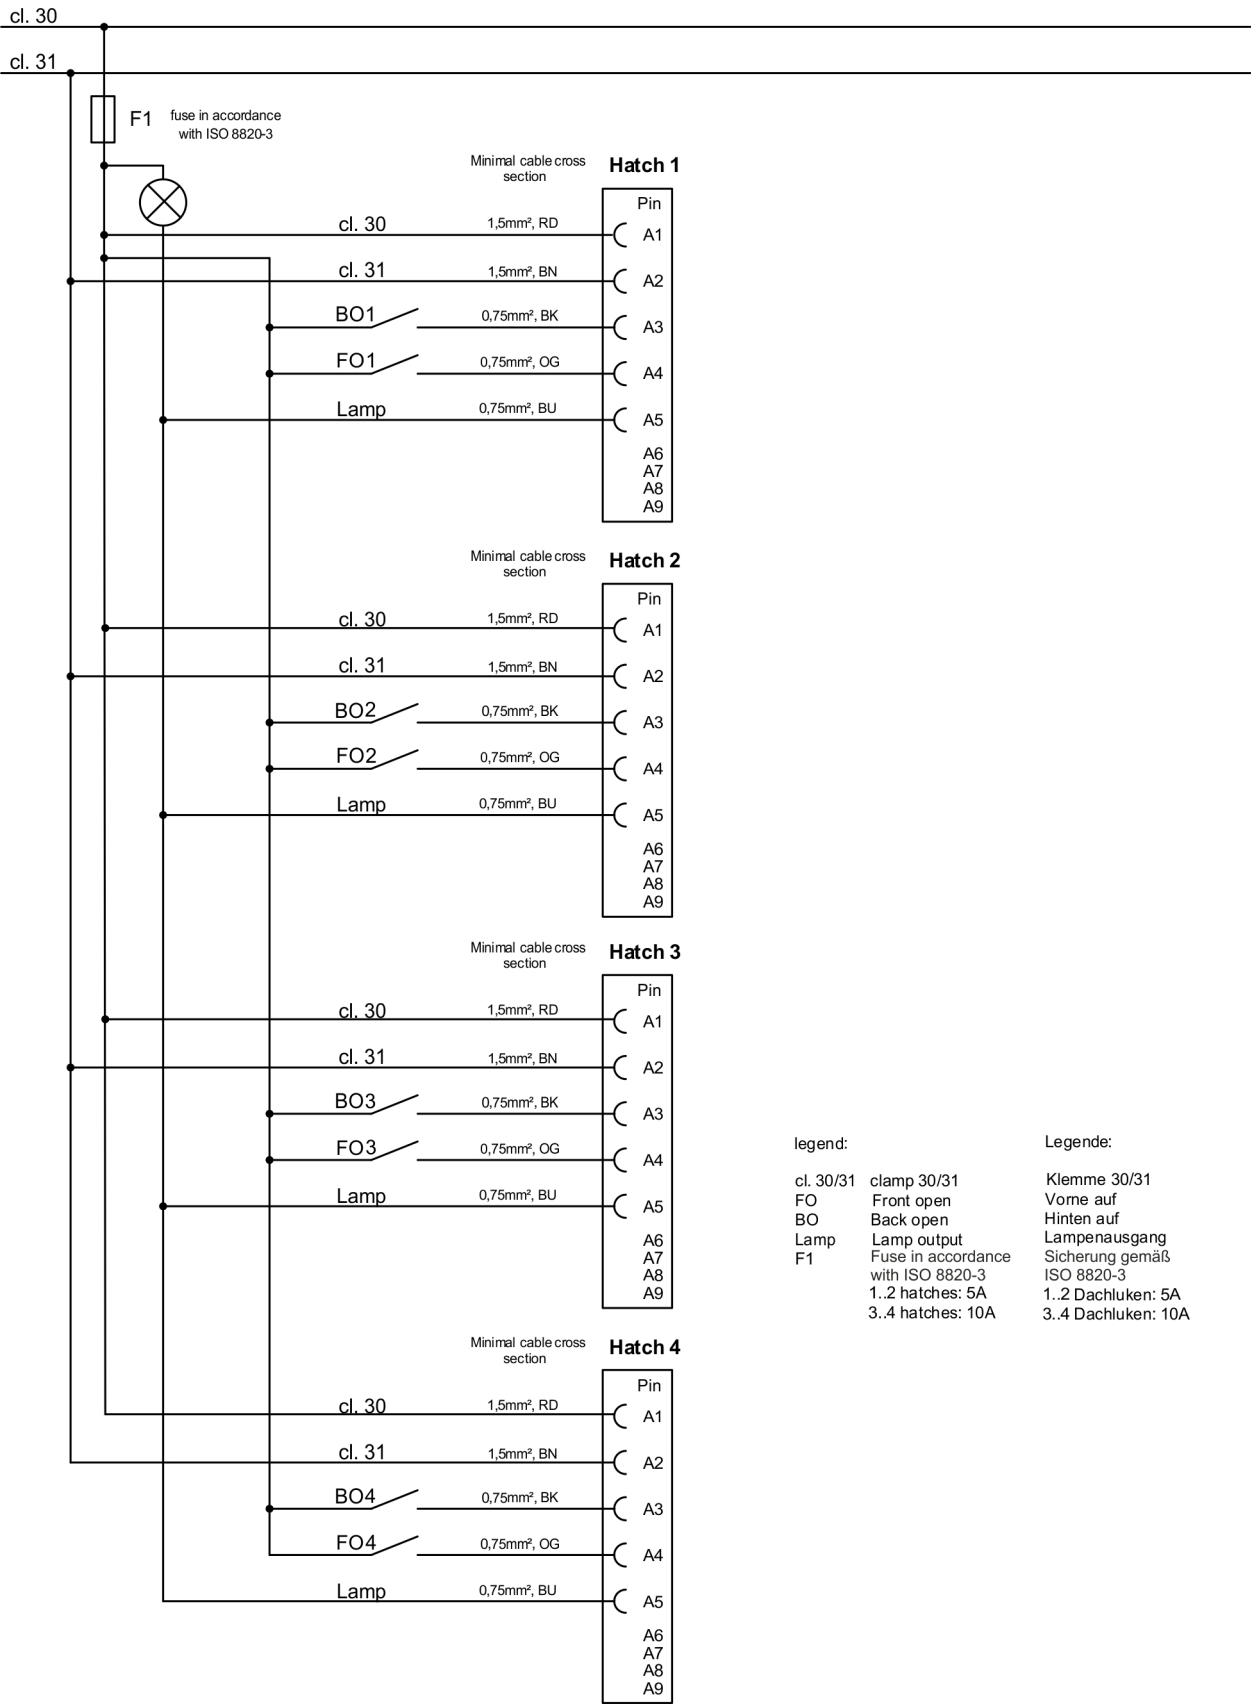 cl. 30
cl. 31
F1
fuse in accordance
with ISO 8820-3
Minimal cable cross
section
Hatch 1
Pin
cl. 30
1,5mm², RD
A1
cl. 31
1,5mm², BN
A2
BO1
0,75mm², BK
A3
FO1
0,75mm², OG
A4
Lamp
0,75mm², BU
A5
A6
A7
A8
A9
Minimal cable cross
section
Hatch 2
Pin
cl. 30
1,5mm², RD
A1
cl. 31
1,5mm², BN
A2
BO2
0,75mm², BK
A3
FO2
0,75mm², OG
A4
Lamp
0,75mm², BU
A5
A6
A7
A8
A9
Minimal cable cross
section
Hatch 3
Pin
cl. 30
1,5mm², RD
A1
cl. 31
1,5mm², BN
A2
BO3
0,75mm², BK
A3
FO3
0,75mm², OG
A4
Lamp
0,75mm², BU
A5
A6
A7
A8
A9
Minimal cable cross
section
Hatch 4
Pin
cl. 30
1,5mm², RD
A1
cl. 31
1,5mm², BN
A2
BO4
0,75mm², BK
A3
FO4
0,75mm², OG
A4
Lamp
0,75mm², BU
A5
A6
A7
A8
A9
legend:
cl. 30/31 clamp 30/31
FO Front open
BO Back open
Lamp Lamp output
F1 Fuse in accordance
with ISO 8820-3
1..2 hatches: 5A
3..4 hatches: 10A
Legende:
Klemme 30/31
Vorne auf
Hinten auf
Lampenausgang
Sicherung gemäß
ISO 8820-3
1..2 Dachluken: 5A
3..4 Dachluken: 10A